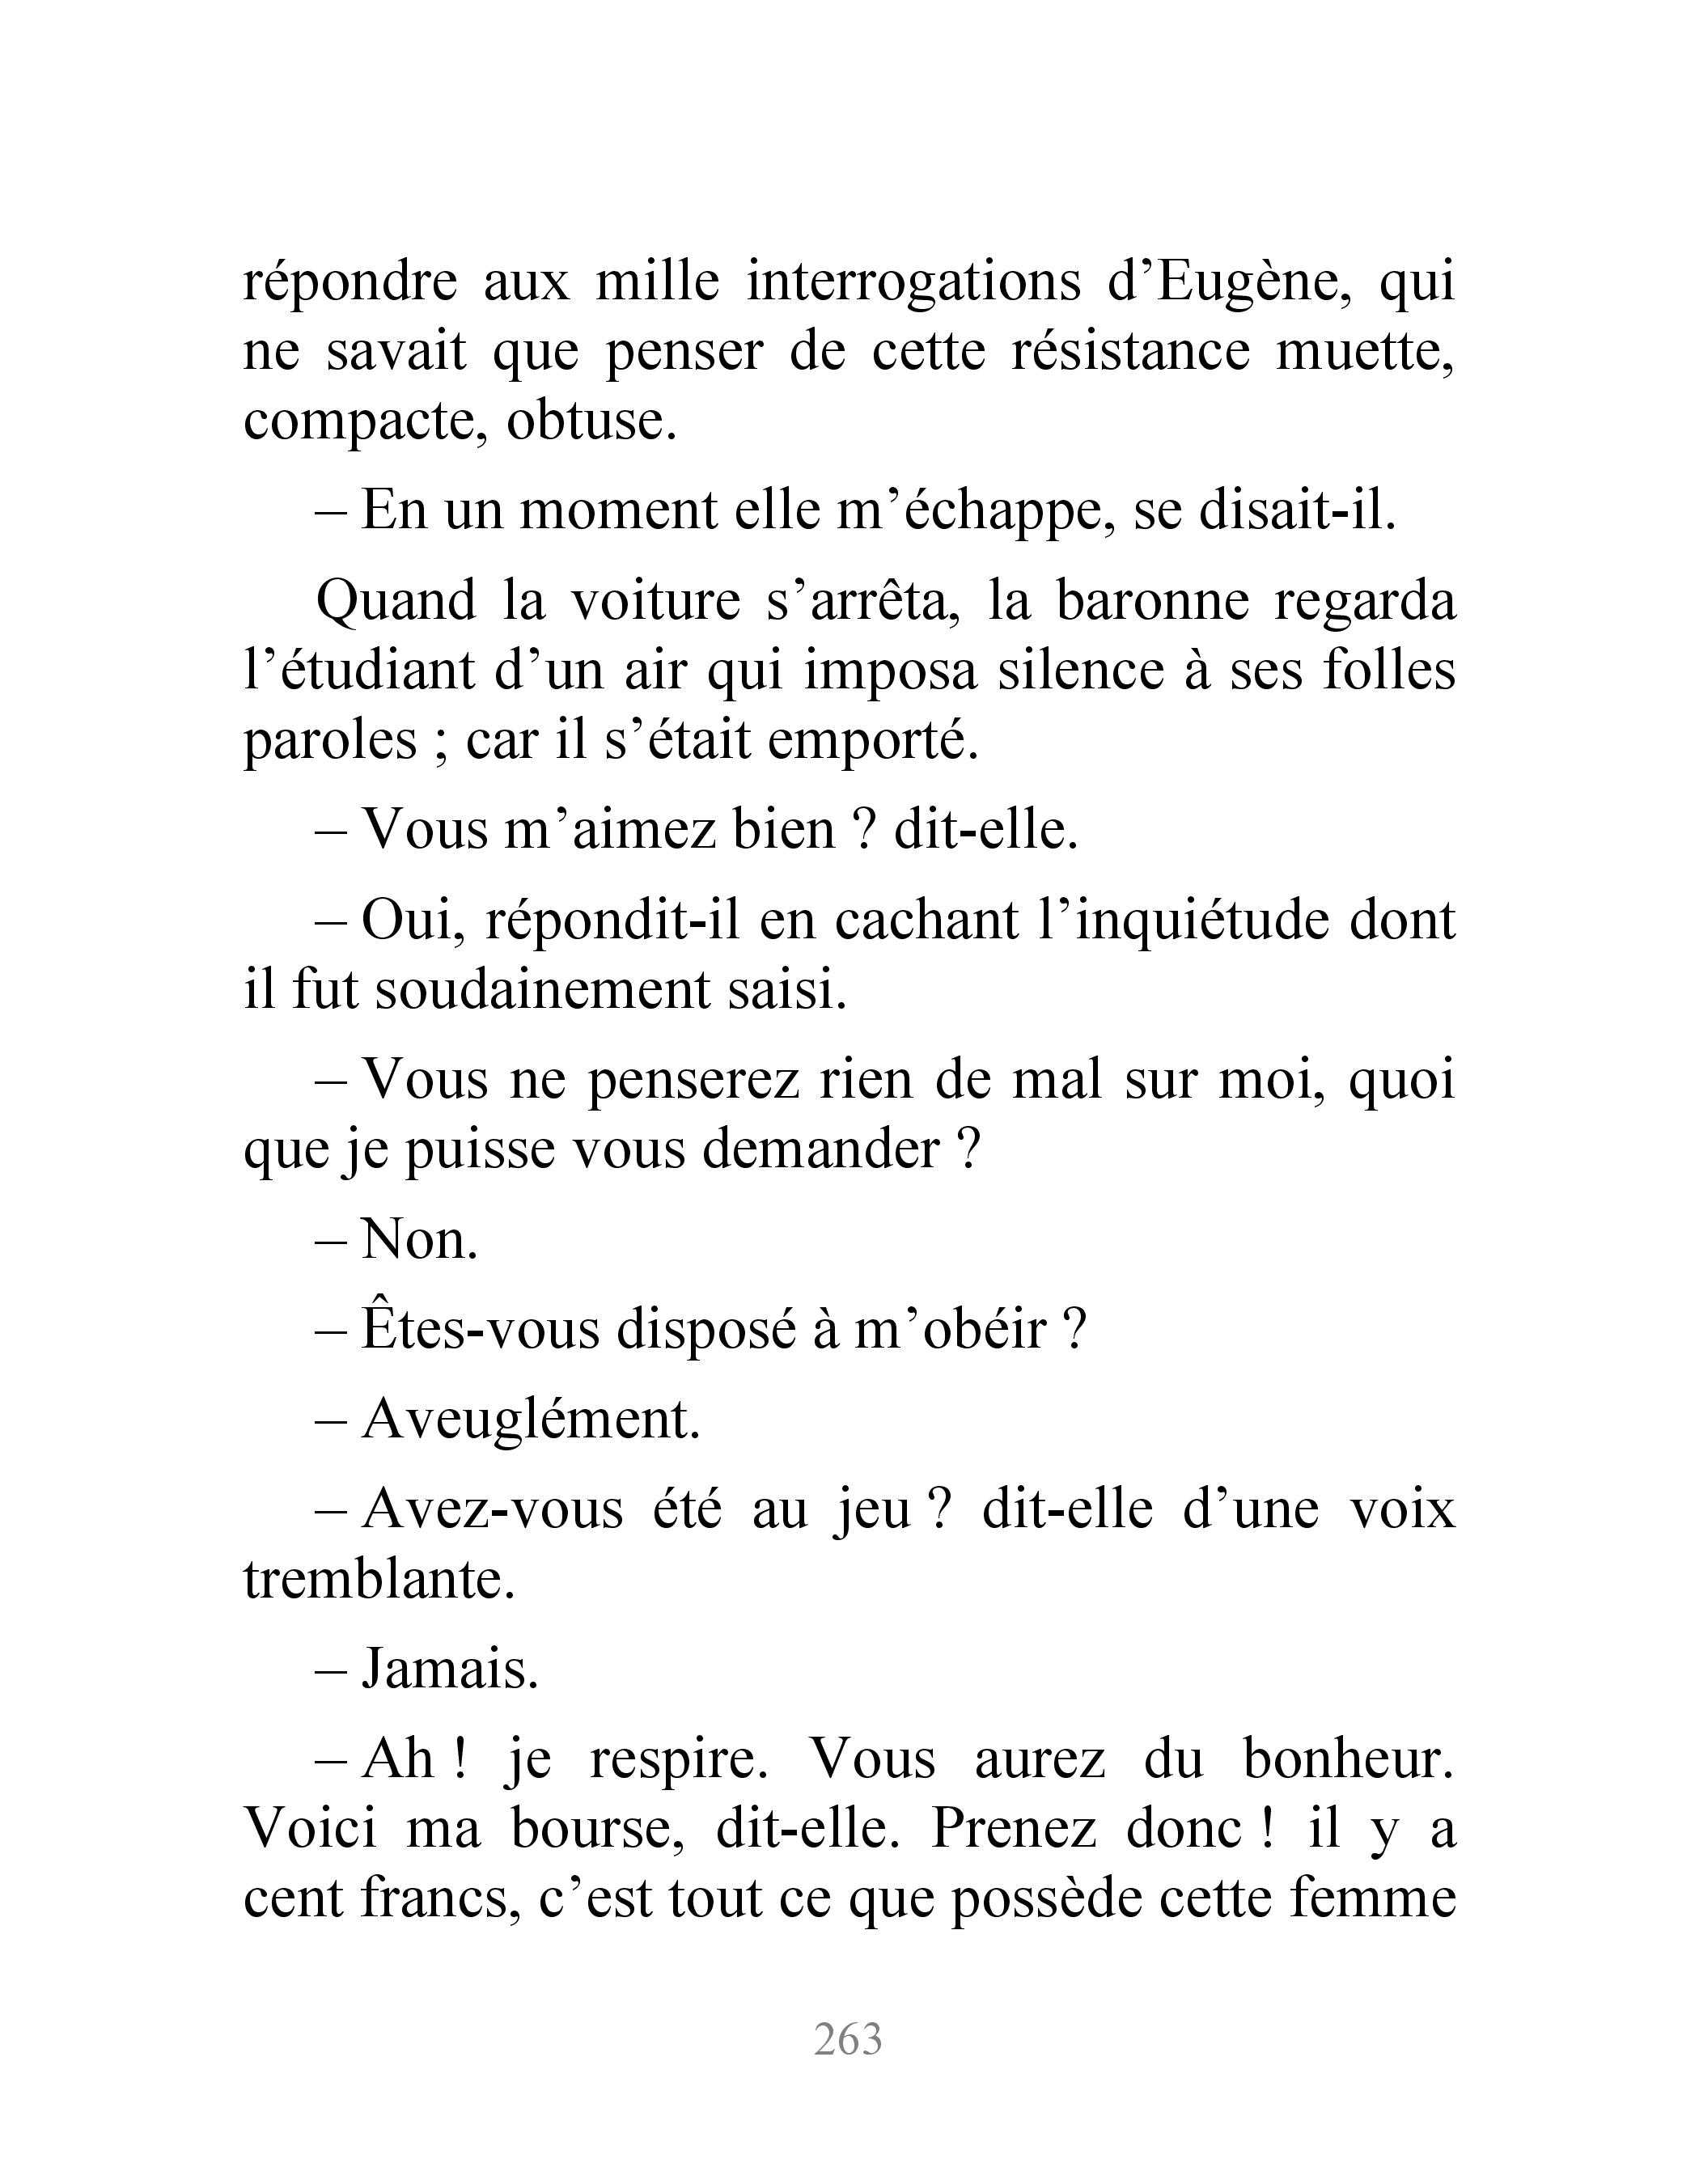 répondre aux mille interrogations d’Eugène, qui
ne savait que penser de cette résistance muette,
compacte, obtuse.
– En un moment elle m’échappe, se disait-il.
Quand la voiture s’arrêta, la baronne regarda
l’étudiant d’un air qui imposa silence à ses folles
paroles ; car il s’était emporté.
– Vous m’aimez bien ? dit-elle.
– Oui, répondit-il en cachant l’inquiétude dont
il fut soudainement saisi.
– Vous ne penserez rien de mal sur moi, quoi
que je puisse vous demander ?
– Non.
– Êtes-vous disposé à m’obéir ?
– Aveuglément.
– Avez-vous été au jeu ? dit-elle d’une voix
tremblante.
– Jamais.
– Ah ! je respire. Vous aurez du bonheur.
Voici ma bourse, dit-elle. Prenez donc ! il y a
cent francs, c’est tout ce que possède cette femme
263